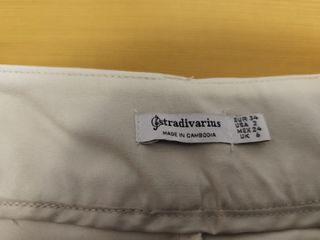 stradivarius
MADE IN CAMBODIA
EUR 34
USA 2
MEX 24
UK 6